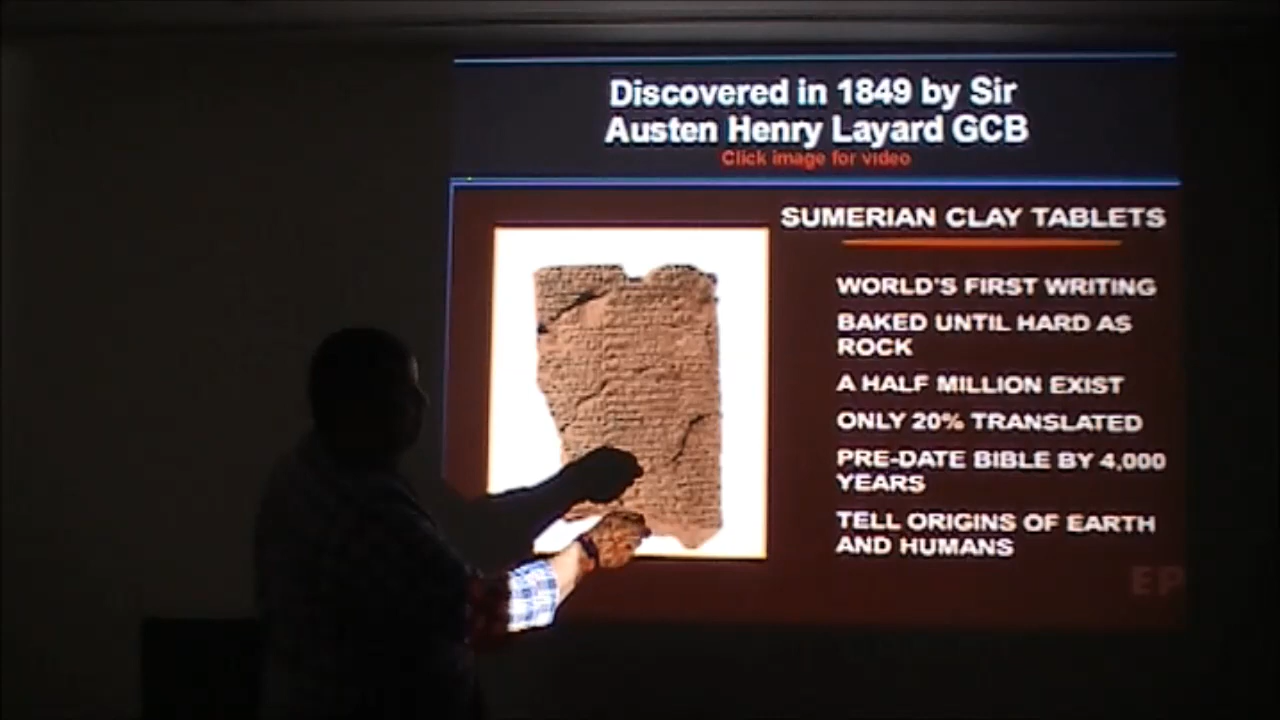 Discovered in 1849 by Sir
Austen Henry Layard GCB
Click image for video
SUMERIAN CLAY TABLETS
WORLD'S FIRST WRITING
BAKED UNTIL HARD AS
ROCK
A HALF MILLION EXIST
ONLY 20% TRANSLATED
PRE-DATE BIBLE BY 4,000
YEARS
TELL ORIGINS OF EARTH
AND HUMANS
EP